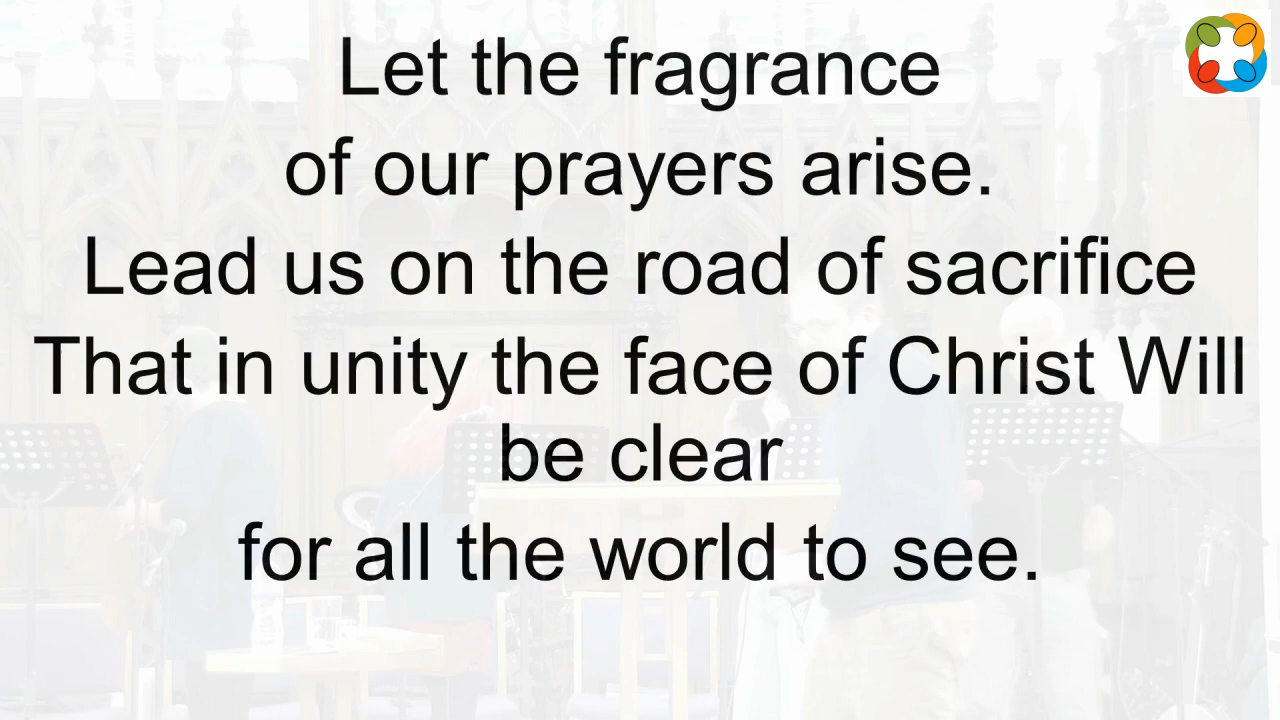 Let the fragrance
of our prayers arise.
Lead us on the road of sacrifice
That in unity the face of Christ Will
be clear
for all the world to see.